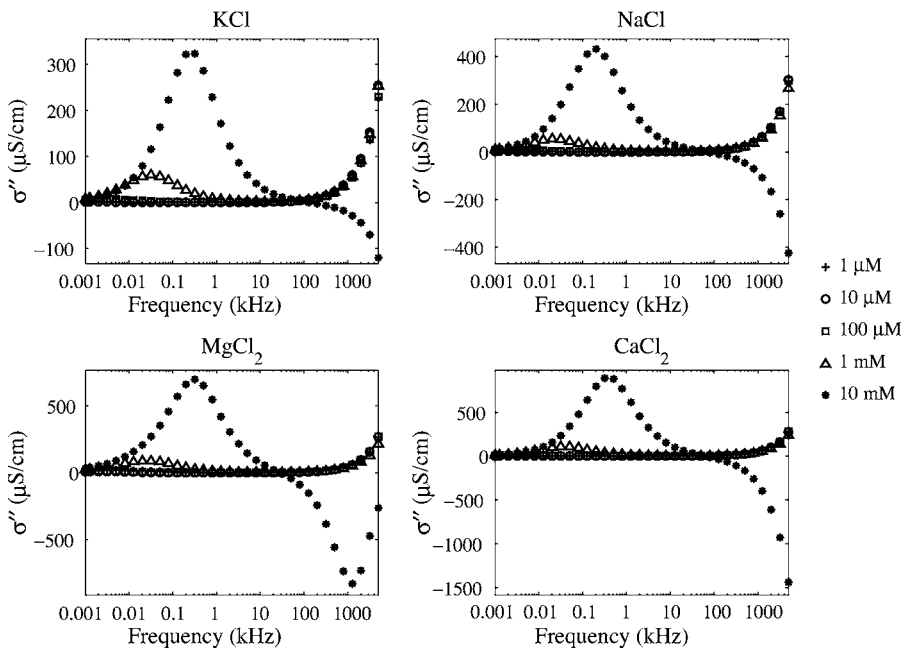 KCl
NaCl
300
200
100
0
−100
σ″ (μS/cm)
0.001 0.01 0.1 1 10 100 1000
Frequency (kHz)
400
200
0
−200
−400
σ″ (μS/cm)
0.001 0.01 0.1 1 10 100 1000
Frequency (kHz)
MgCl₂
CaCl₂
500
0
−500
σ″ (μS/cm)
0.001 0.01 0.1 1 10 100 1000
Frequency (kHz)
500
0
−500
−1000
−1500
σ″ (μS/cm)
0.001 0.01 0.1 1 10 100 1000
Frequency (kHz)
1 μM
10 μM
100 μM
1 mM
10 mM